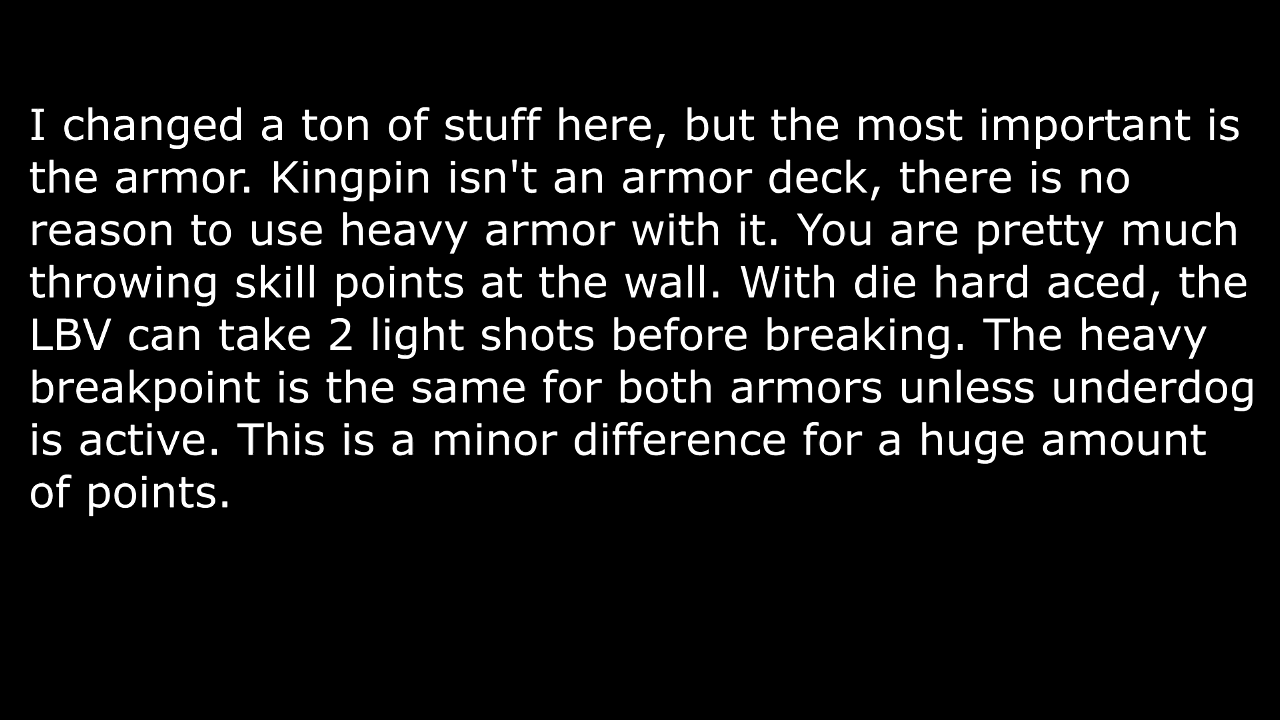 I changed a ton of stuff here, but the most important is
the armor. Kingpin isn't an armor deck, there is no
reason to use heavy armor with it. You are pretty much
throwing skill points at the wall. With die hard aced, the
LBV can take 2 light shots before breaking. The heavy
breakpoint is the same for both armors unless underdog
is active. This is a minor difference for a huge amount
of points.